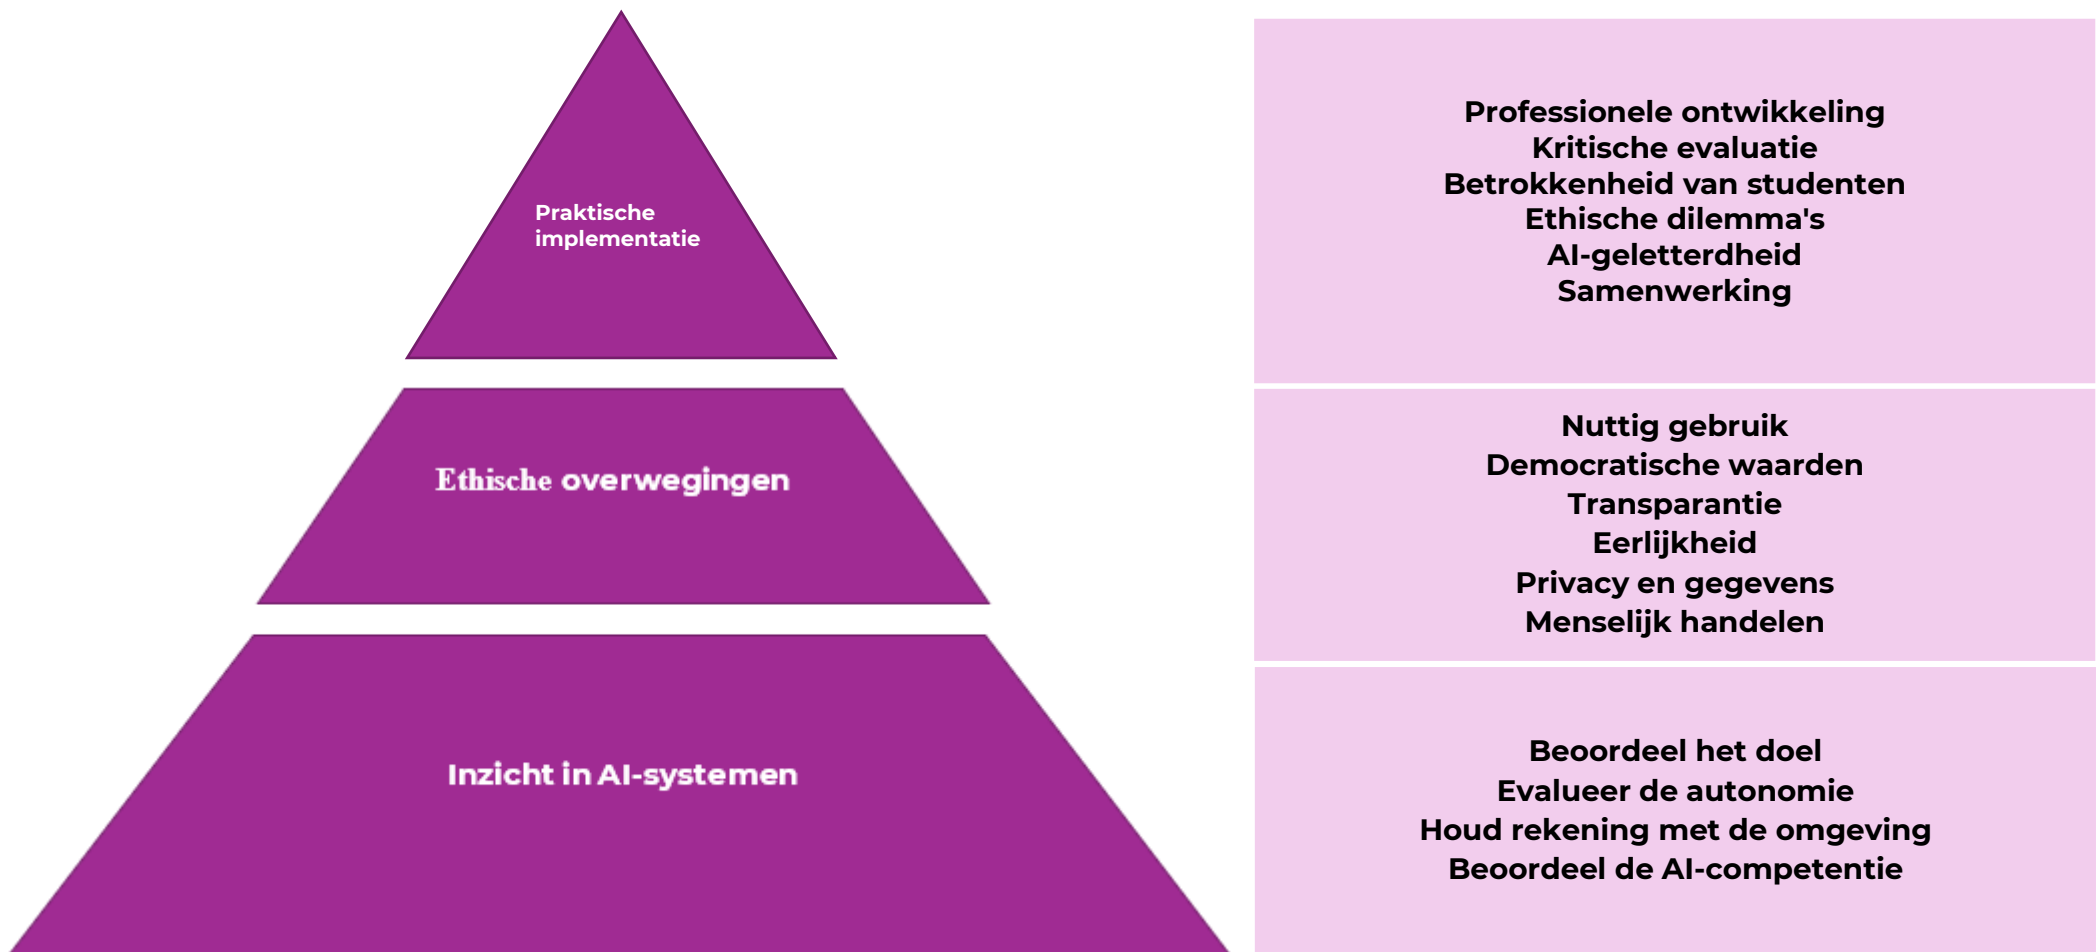 Praktische
implementatie
Professionele ontwikkeling
Kritische evaluatie
Betrokkenheid van studenten
Ethische dilemma's
AI-geletterdheid
Samenwerking
Ethische overwegingen
Nuttig gebruik
Democratische waarden
Transparantie
Eerlijkheid
Privacy en gegevens
Menselijk handelen
Inzicht in AI-systemen
Beoordeel het doel
Evalueer de autonomie
Houd rekening met de omgeving
Beoordeel de AI-competentie